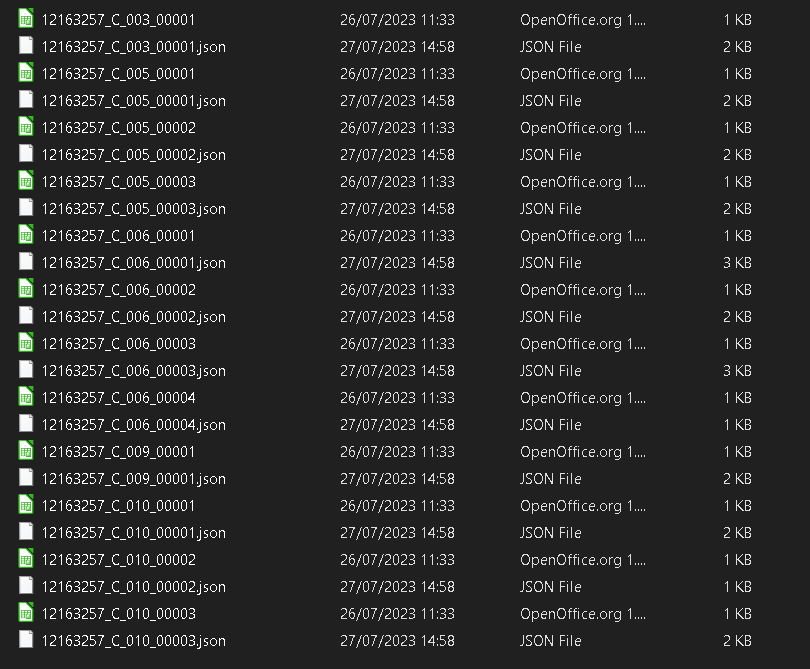 12163257_C_003_00001 26/07/2023 11:33 OpenOffice.org 1.... 1 KB
12163257_C_003_00001.json 27/07/2023 14:58 JSON File 2 KB
12163257_C_005_00001 26/07/2023 11:33 OpenOffice.org 1.... 1 KB
12163257_C_005_00001.json 27/07/2023 14:58 JSON File 2 KB
12163257_C_005_00002 26/07/2023 11:33 OpenOffice.org 1.... 1 KB
12163257_C_005_00002.json 27/07/2023 14:58 JSON File 2 KB
12163257_C_005_00003 26/07/2023 11:33 OpenOffice.org 1.... 1 KB
12163257_C_005_00003.json 27/07/2023 14:58 JSON File 2 KB
12163257_C_006_00001 26/07/2023 11:33 OpenOffice.org 1.... 1 KB
12163257_C_006_00001.json 27/07/2023 14:58 JSON File 3 KB
12163257_C_006_00002 26/07/2023 11:33 OpenOffice.org 1.... 1 KB
12163257_C_006_00002.json 27/07/2023 14:58 JSON File 2 KB
12163257_C_006_00003 26/07/2023 11:33 OpenOffice.org 1.... 1 KB
12163257_C_006_00003.json 27/07/2023 14:58 JSON File 3 KB
12163257_C_006_00004 26/07/2023 11:33 OpenOffice.org 1.... 1 KB
12163257_C_006_00004.json 27/07/2023 14:58 JSON File 2 KB
12163257_C_009_00001 26/07/2023 11:33 OpenOffice.org 1.... 1 KB
12163257_C_009_00001.json 27/07/2023 14:58 JSON File 2 KB
12163257_C_010_00001 26/07/2023 11:33 OpenOffice.org 1.... 1 KB
12163257_C_010_00001.json 27/07/2023 14:58 JSON File 2 KB
12163257_C_010_00002 26/07/2023 11:33 OpenOffice.org 1.... 1 KB
12163257_C_010_00002.json 27/07/2023 14:58 JSON File 2 KB
12163257_C_010_00003 26/07/2023 11:33 OpenOffice.org 1.... 1 KB
12163257_C_010_00003.json 27/07/2023 14:58 JSON File 2 KB